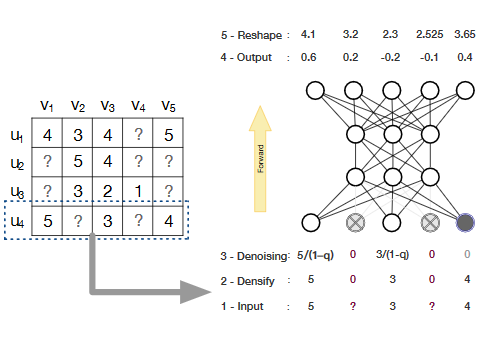 5 - Reshape : 4.1 3.2 2.3 2.525 3.65
4 - Output : 0.6 0.2 -0.2 -0.1 0.4
V1 V2 V3 V4 V5
u1 4 3 4 ? 5
u2 ? 5 4 ? ?
u3 ? 3 2 1 ?
u4 5 ? 3 ? 4
Forward
3 - Denoising: 5/(1-q) 0 3/(1-q) 0 0
2 - Densify : 5 0 3 0 4
1 - Input : 5 ? 3 ? 4